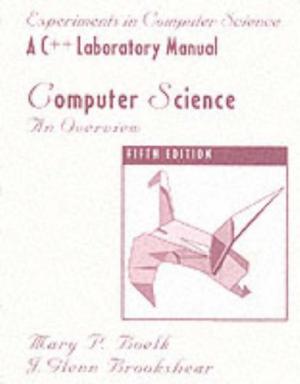 Experiments in Computer Science
A C++ Laboratory Manual
Computer Science
An Overview
FIFTH EDITION
Mary P. Boelk
J. Glenn Brookshear